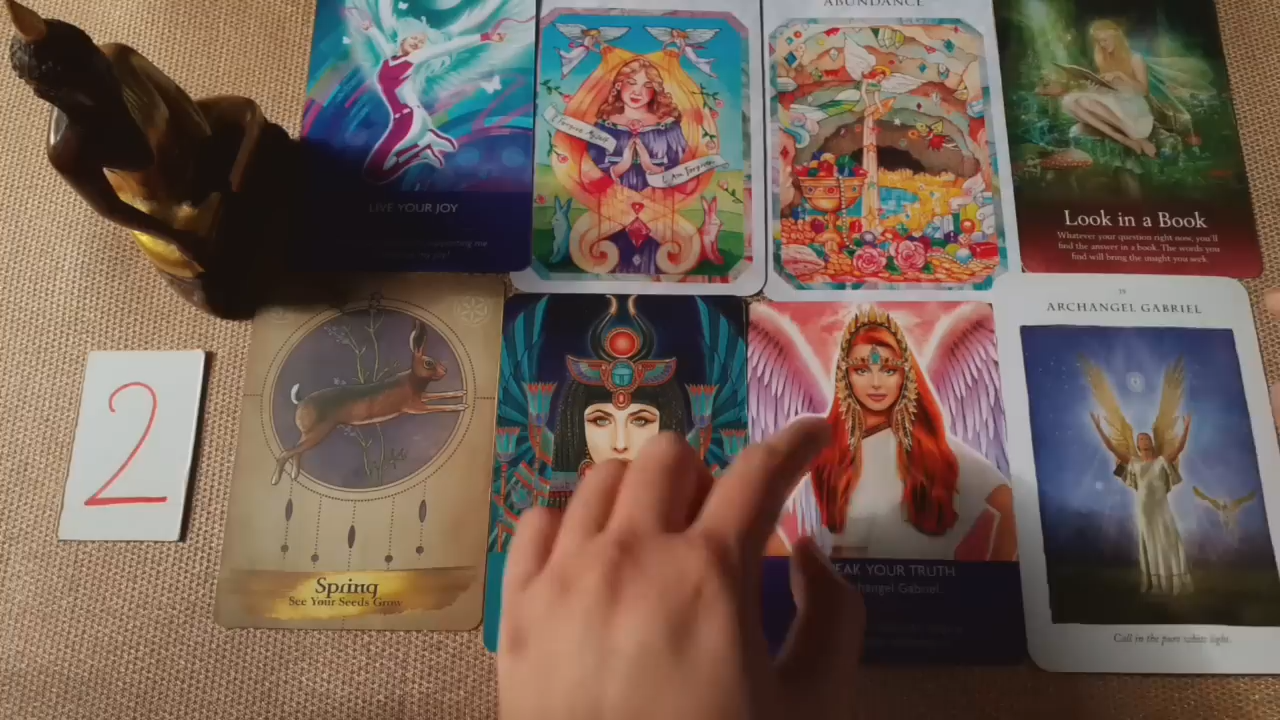 ABUNDANCE
LIVE YOUR JOY
I Forgive Myself
I Am Forgiven
Look in a Book
Whatever your question right now, you'll
find the answer in a book. The words you
find will bring the insight you seek.
2
Spring
See Your Seeds Grow
EAK YOUR TRUTH
hangel Gabriel
ARCHANGEL GABRIEL
Call in the pure white light.